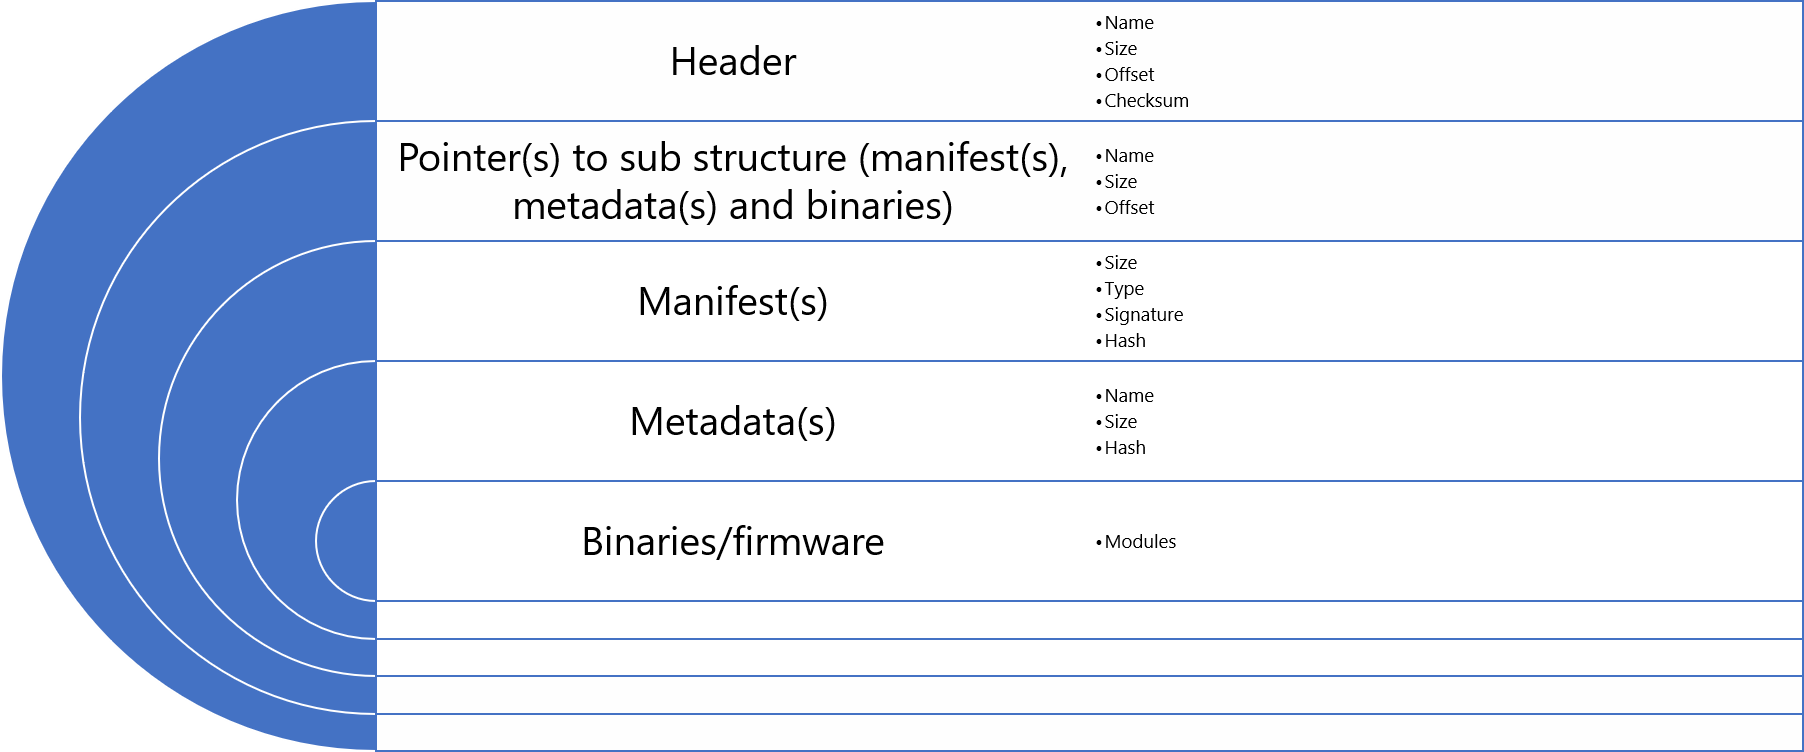 Header
•Name
•Size
•Offset
•Checksum
Pointer(s) to sub structure (manifest(s),
metadata(s) and binaries)
•Name
•Size
•Offset
Manifest(s)
•Size
•Type
•Signature
•Hash
Metadata(s)
•Name
•Size
•Hash
Binaries/firmware
•Modules